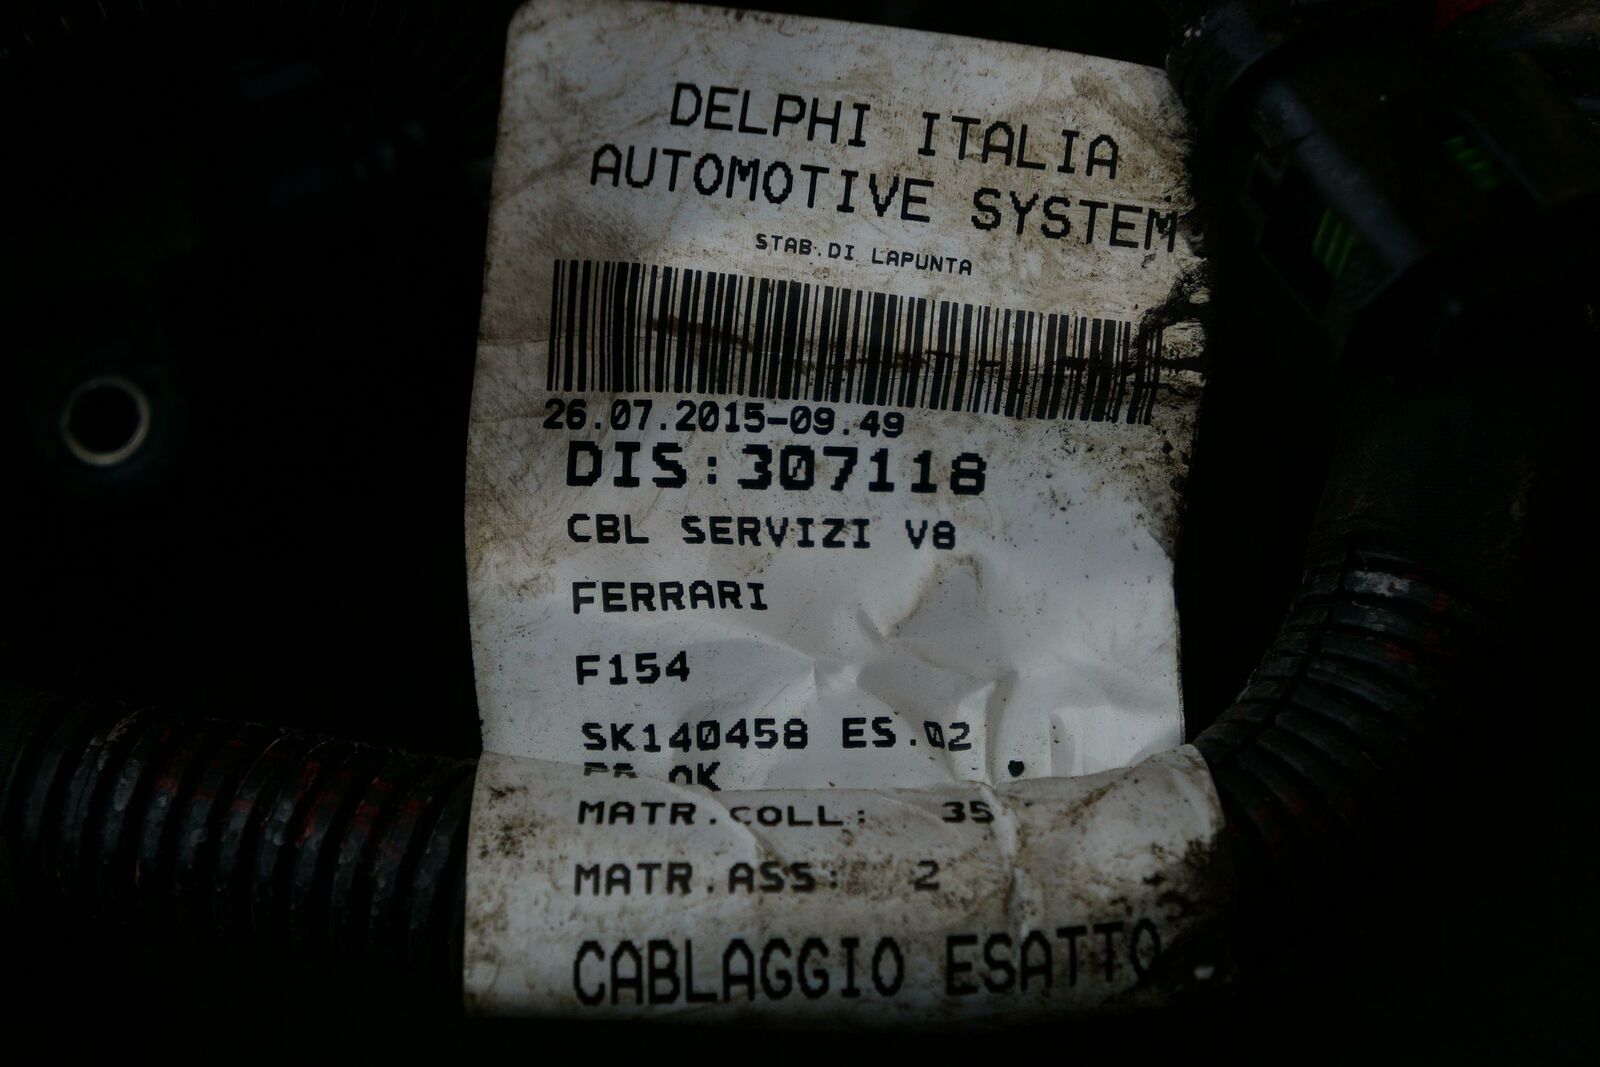 DELPHI ITALIA
AUTOMOTIVE SYSTEM
STAB.DI LAPUNTA
26.07.2015-09.49
DIS:307118
CBL SERVIZI V8
FERRARI
F154
SK140458 ES.02
OK
MATR.COLL: 35
MATR.ASS: 2
CABLAGGIO ESATTO